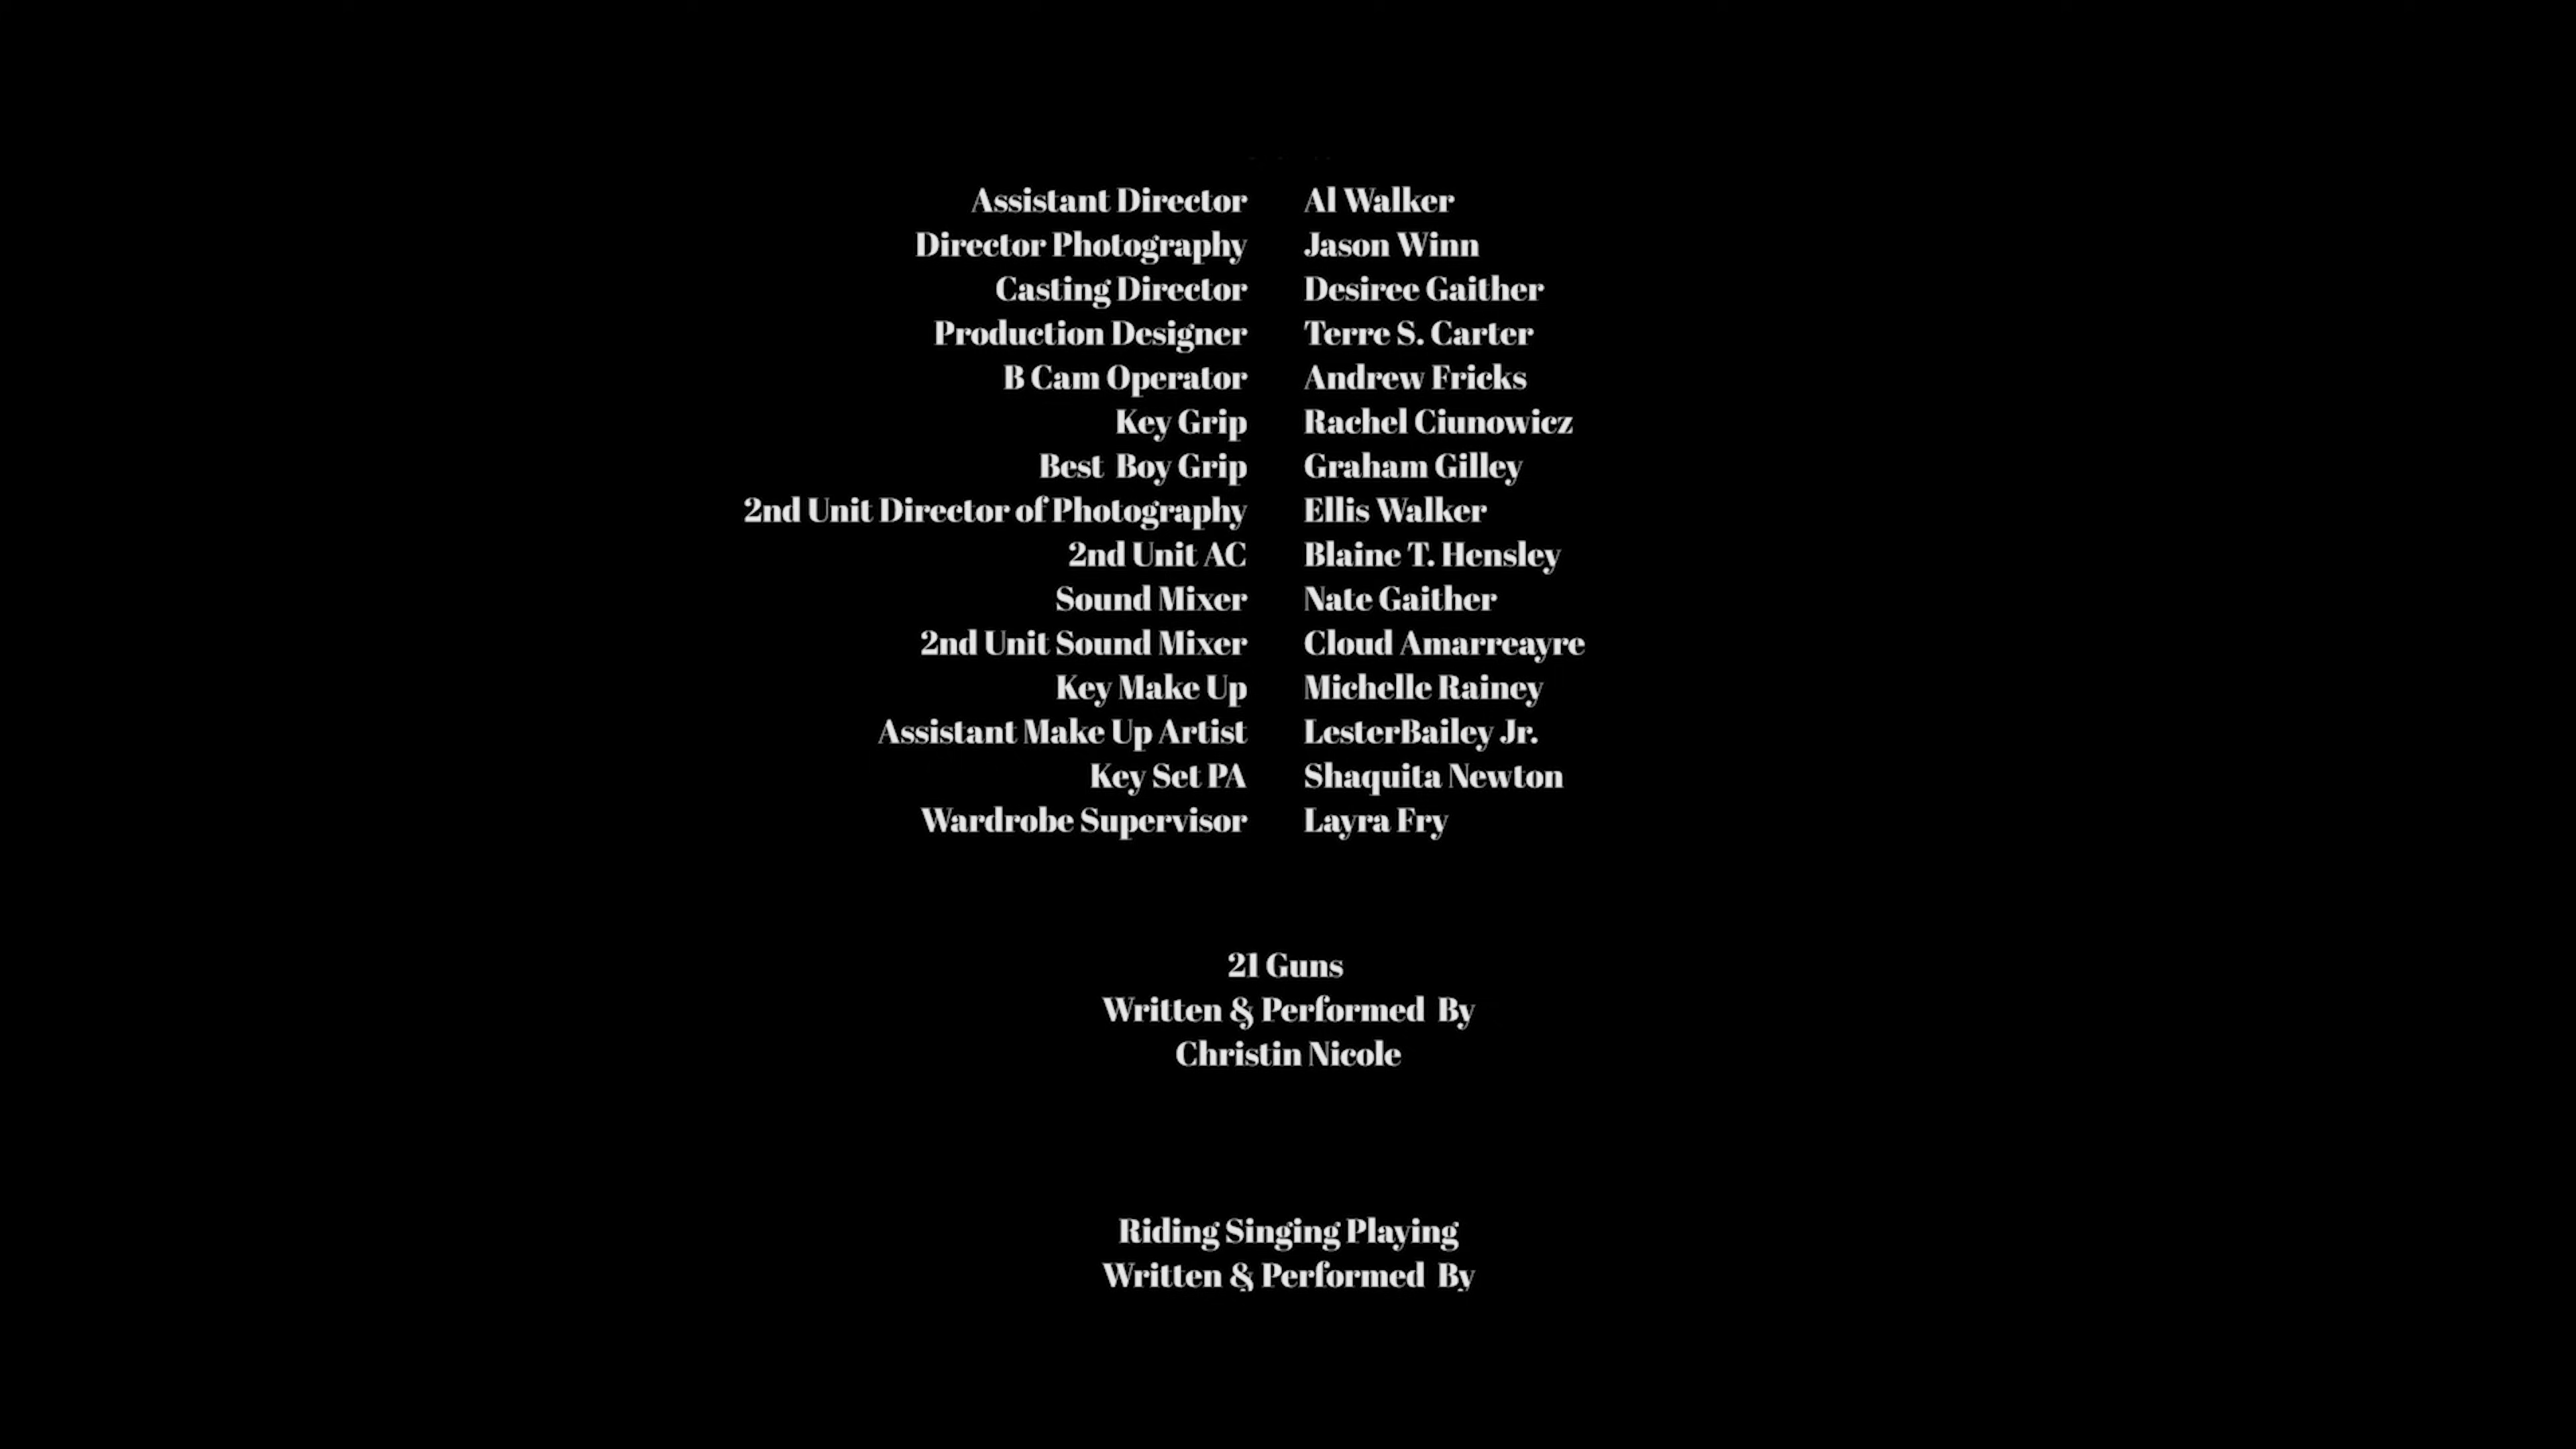 Assistant Director Al Walker
Director Photography Jason Winn
Casting Director Desiree Gaither
Production Designer Terre S. Carter
B Cam Operator Andrew Fricks
Key Grip Rachel Ciunowicz
Best Boy Grip Graham Gilley
2nd Unit Director of Photography Ellis Walker
2nd Unit AC Blaine T. Hensley
Sound Mixer Nate Gaither
2nd Unit Sound Mixer Cloud Amarreayre
Key Make Up Michelle Rainey
Assistant Make Up Artist LesterBailey Jr.
Key Set PA Shaquita Newton
Wardrobe Supervisor Layra Fry
21 Guns
Written & Performed By
Christin Nicole
Riding Singing Playing
Written & Performed By